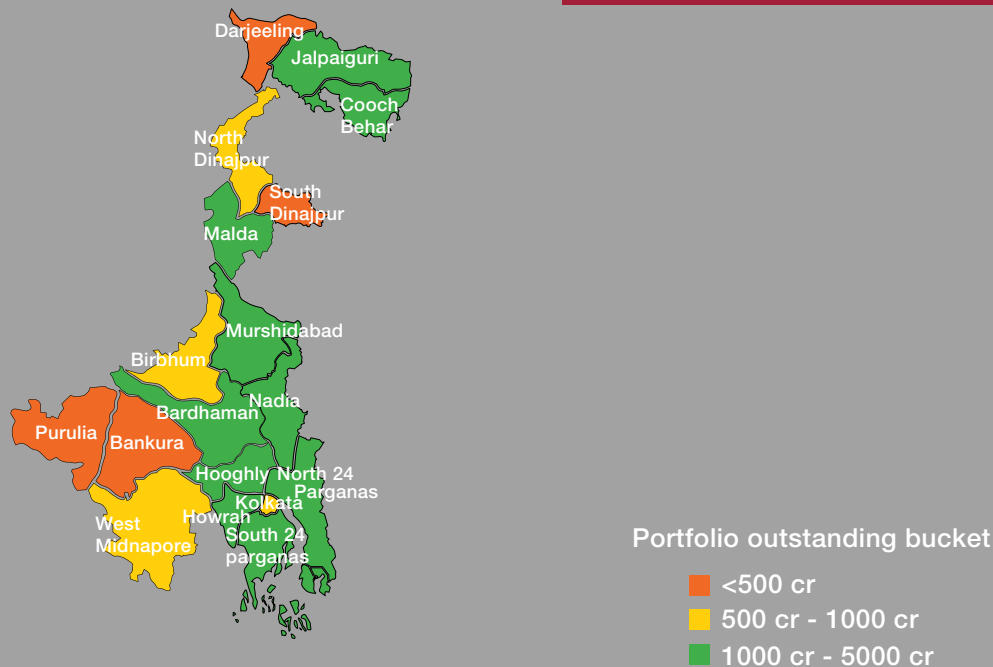 Darjeeling
Jalpaiguri
Cooch
Behar
North
Dinajpur
South
Dinajpur
Malda
Murshidabad
Birbhum
Nadia
Bardhaman
Purulia
Bankura
Hooghly
North 24
Parganas
Kolkata
Howrah
West
Midnapore
South 24
parganas
Portfolio outstanding bucket
<500 cr
500 cr - 1000 cr
1000 cr - 5000 cr